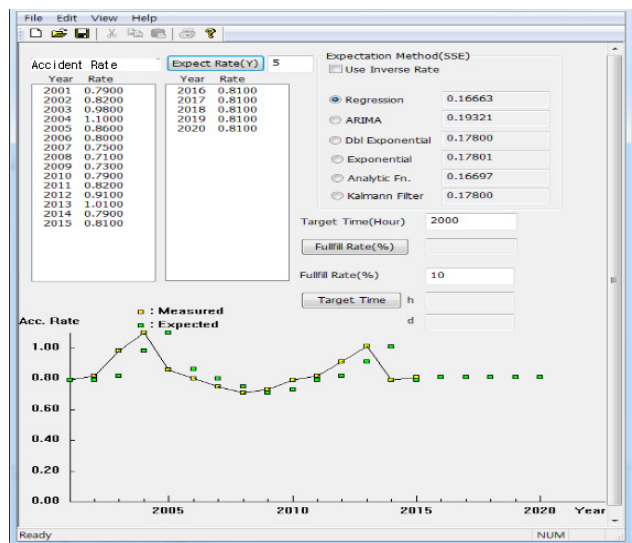 File Edit View Help
Accident Rate
Expect Rate(Y) 5
Year Rate
2001 0.7900
2002 0.8200
2003 0.9800
2004 1.1000
2005 0.8600
2006 0.8000
2007 0.7500
2008 0.7100
2009 0.7300
2010 0.7900
2011 0.8200
2012 0.9100
2013 1.0100
2014 0.7900
2015 0.8100
Year Rate
2016 0.8100
2017 0.8100
2018 0.8100
2019 0.8100
2020 0.8100
Expectation Method(SSE)
Use Inverse Rate
Regression 0.16663
ARIMA 0.19321
Dbl Exponential 0.17800
Exponential 0.17801
Analytic Fn. 0.16697
Kalmann Filter 0.17800
Target Time(Hour) 2000
Fullfill Rate(%)
Fullfill Rate(%) 10
Target Time h
d
: Measured
: Expected
Acc. Rate
1.00
0.80
0.60
0.40
0.20
0.00
2005 2010 2015 2020 Year
Ready NUM